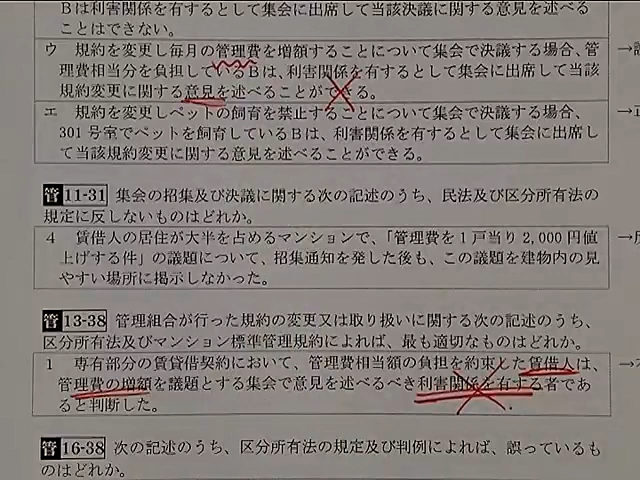 Bは利害関係を有するとして集会に出席して当該決議に関する意見を述べる
ことはできない。
ウ 規約を変更し毎月の管理費を増額することについて集会で決議する場合、管
理費相当分を負担しているBは、利害関係を有するとして集会に出席して当該
規約変更に関する意見を述べることができる。
エ 規約を変更しペットの飼育を禁止することについて集会で決議する場合、
301号室でペットを飼育しているBは、利害関係を有するとして集会に出席し
て当該規約変更に関する意見を述べることができる。
管 11-31 集会の招集及び決議に関する次の記述のうち、民法及び区分所有法の
規定に反しないものはどれか。
4 賃借人の居住が大半を占めるマンションで、「管理費を1戸当り2,000円値
上げする件」の議題について、招集通知を発した後も、この議題を建物内の見
やすい場所に掲示しなかった。
管 13-38 管理組合が行った規約の変更又は取り扱いに関する次の記述のうち、
区分所有法及びマンション標準管理規約によれば、最も適切なものはどれか。
1 専有部分の賃貸借契約において、管理費相当額の負担を約束した賃借人は、
管理費の増額を議題とする集会で意見を述べるべき利害関係を有する者であ
ると判断した。
管 16-38 次の記述のうち、区分所有法の規定及び判例によれば、誤っているも
のはどれか。